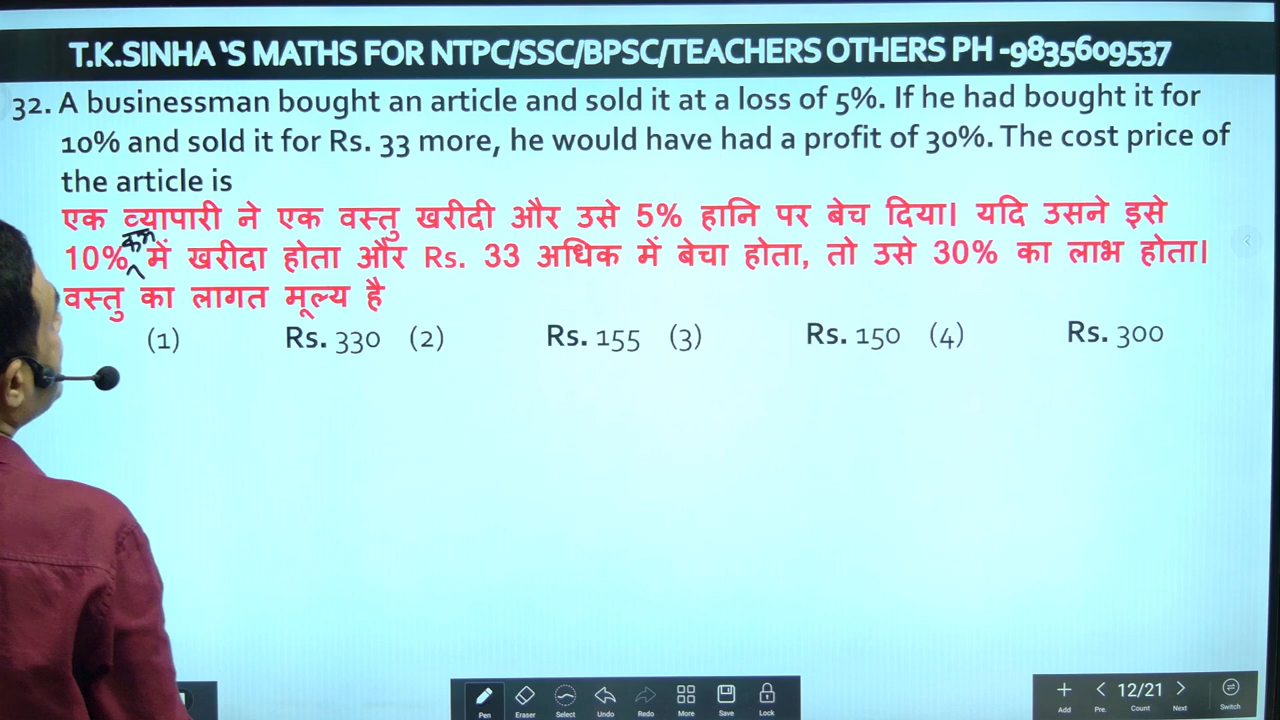 T.K.SINHA 'S MATHS FOR NTPC/SSC/BPSC/TEACHERS OTHERS PH -9835609537
32. A businessman bought an article and sold it at a loss of 5%. If he had bought it for
10% and sold it for Rs. 33 more, he would have had a profit of 30%. The cost price of
the article is
एक व्यापारी ने एक वस्तु खरीदी और उसे 5% हानि पर बेच दिया। यदि उसने इसे
कम
10% में खरीदा होता और Rs. 33 अधिक में बेचा होता, तो उसे 30% का लाभ होता।
वस्तु का लागत मूल्य है
(1) Rs. 330 (2) Rs. 155 (3) Rs. 150 (4) Rs. 300
Pen Eraser Select Undo Redo More Save Lock
12/21
Add Pre. Count Next Switch